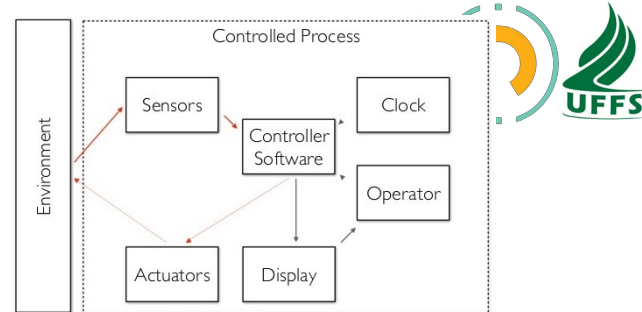 Controlled Process
Environment
Sensors
Clock
Controller
Software
Operator
Actuators
Display
UFFS